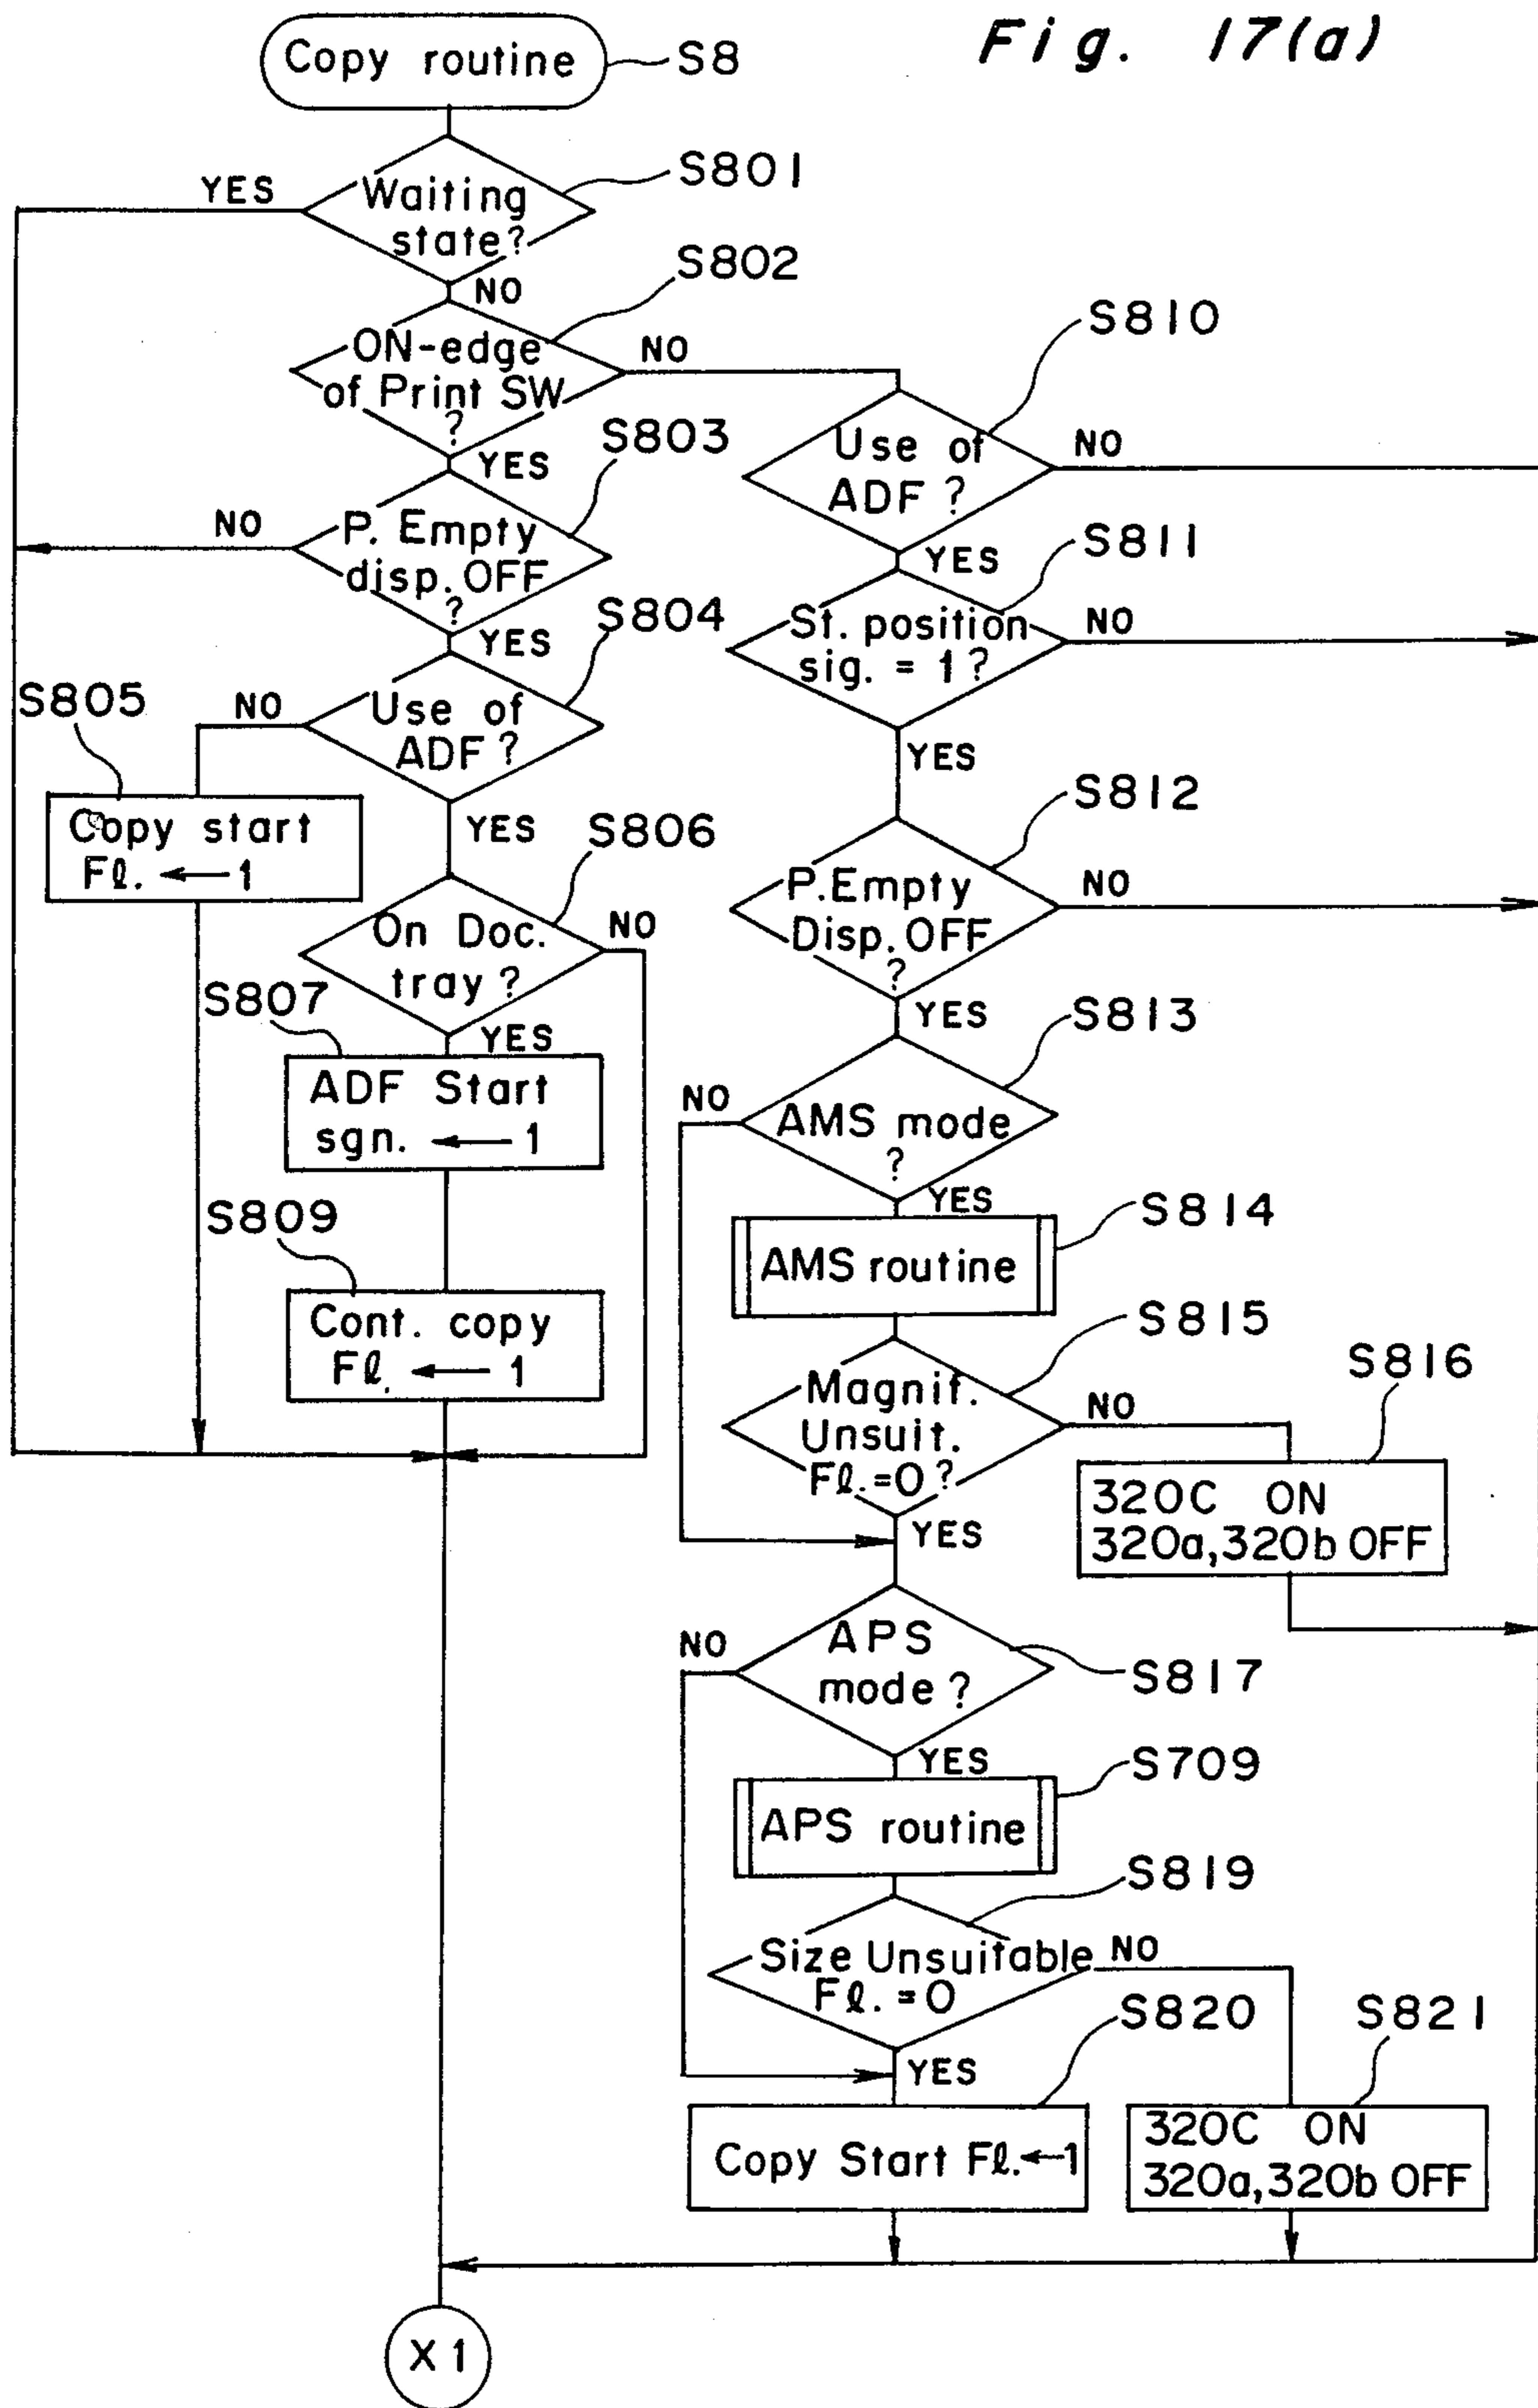 Fig. 17(a)
Copy routine
S8
S801
Waiting
state?
YES
NO
S802
ON-edge
of Print SW
?
NO
YES
S803
P. Empty
disp. OFF
?
NO
YES
S804
Use of
ADF?
NO
YES
S805
Copy start
Fl. ← 1
S806
On Doc.
tray?
NO
YES
S807
ADF Start
sgn. ← 1
S809
Cont. copy
Fl. ← 1
S810
Use of
ADF?
NO
YES
S811
St. position
sig. = 1?
NO
YES
S812
P. Empty
Disp. OFF
?
NO
YES
S813
AMS mode
?
NO
YES
S814
AMS routine
S815
Magnif.
Unsuit.
Fl. = 0?
NO
YES
S816
320C ON
320a, 320b OFF
S817
APS
mode?
NO
YES
S709
APS routine
S819
Size Unsuitable
Fl. = 0
NO
YES
S820
Copy Start Fl. ← 1
S821
320C ON
320a, 320b OFF
X1